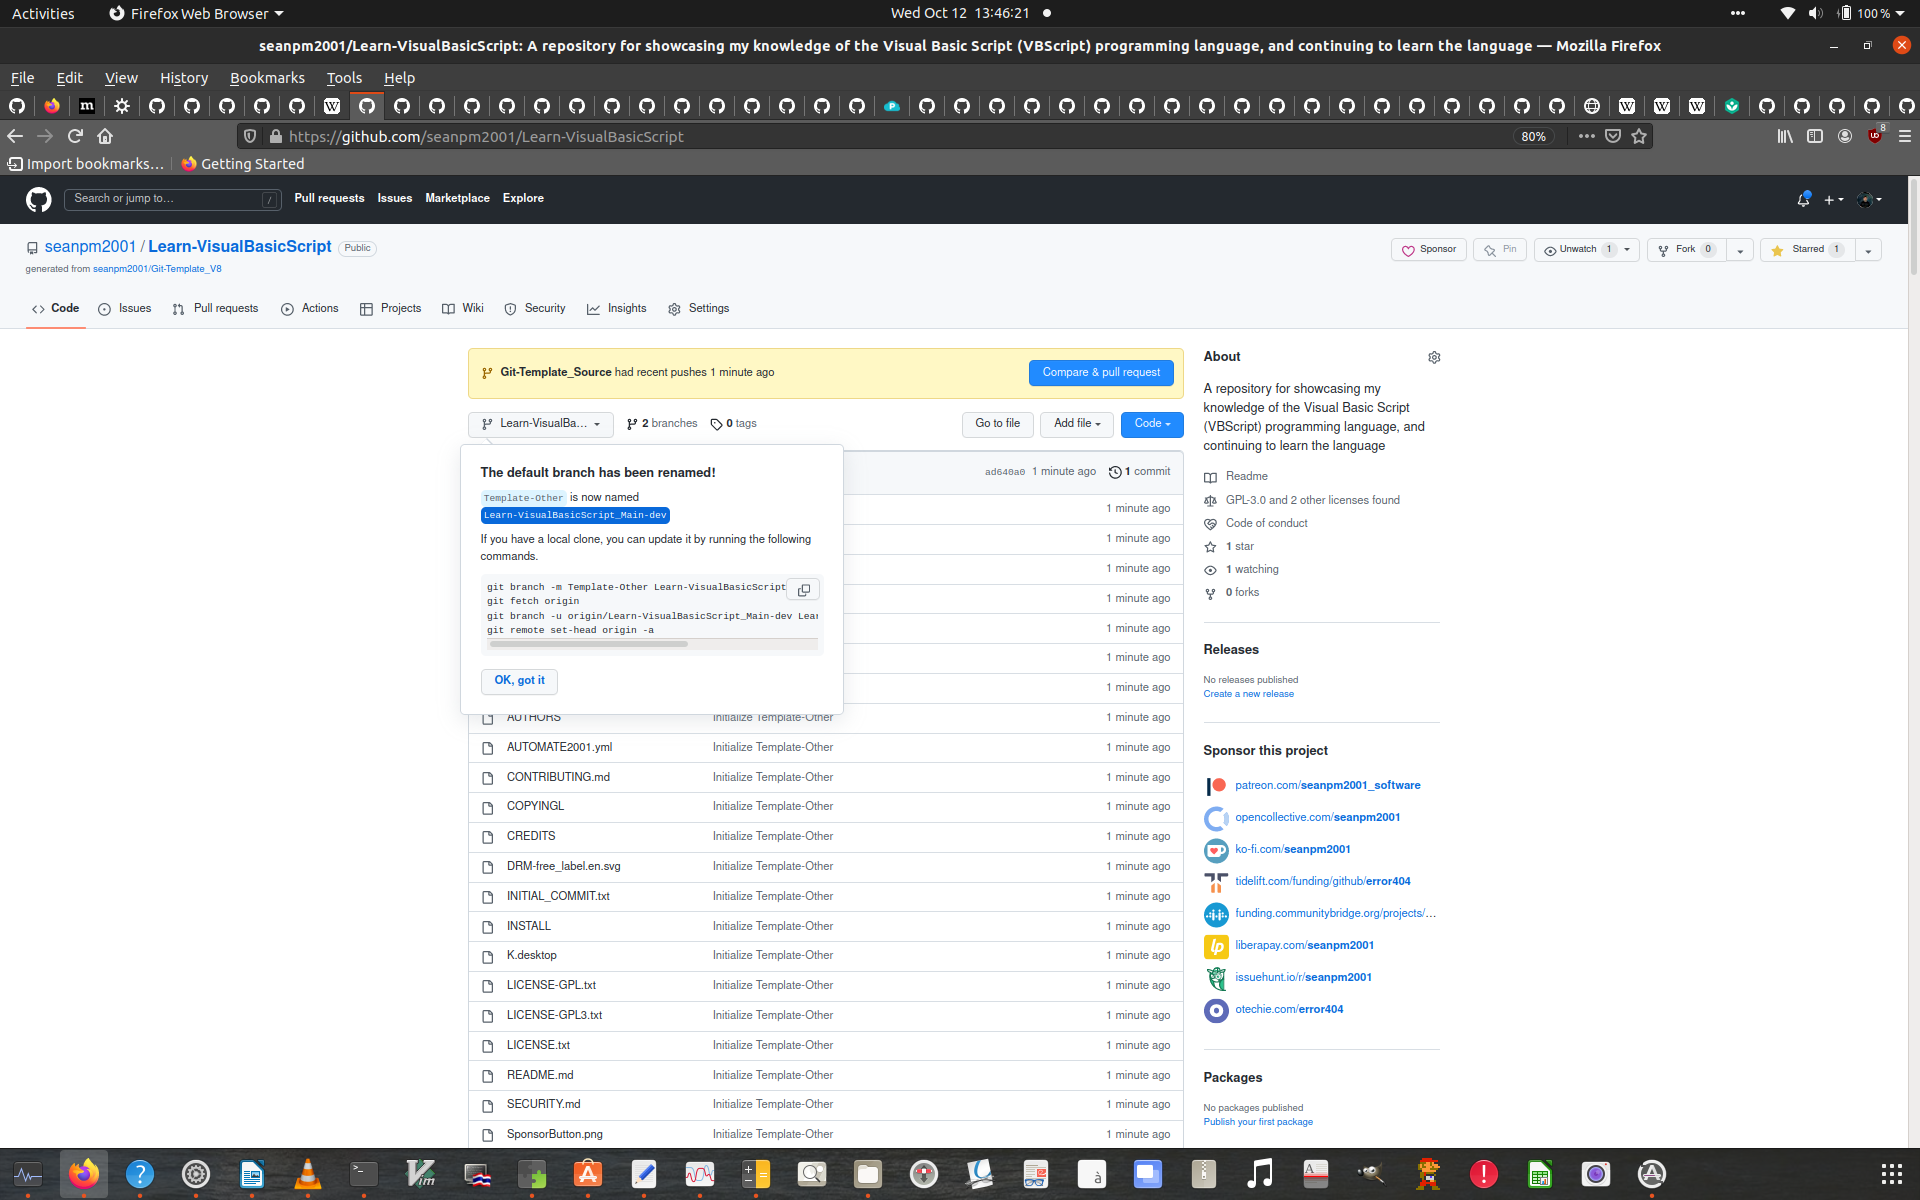 Activities
Firefox Web Browser
Wed Oct 12 13:46:21
100 %
seanpm2001/Learn-VisualBasicScript: A repository for showcasing my knowledge of the Visual Basic Script (VBScript) programming language, and continuing to learn the language — Mozilla Firefox
File Edit View History Bookmarks Tools Help
https://github.com/seanpm2001/Learn-VisualBasicScript
80%
8
Import bookmarks…
Getting Started
Search or jump to…
/
Pull requests Issues Marketplace Explore
seanpm2001 / Learn-VisualBasicScript Public
generated from seanpm2001/Git-Template_V8
Sponsor
Pin
Unwatch 1
Fork 0
Starred 1
Code Issues Pull requests Actions Projects Wiki Security Insights Settings
Git-Template_Source had recent pushes 1 minute ago
Compare & pull request
Learn-VisualBa…
2 branches
0 tags
Go to file
Add file
Code
The default branch has been renamed!
Template-Other is now named
Learn-VisualBasicScript_Main-dev
If you have a local clone, you can update it by running the following
commands.
git branch -m Template-Other Learn-VisualBasicScript
git fetch origin
git branch -u origin/Learn-VisualBasicScript_Main-dev Lear
git remote set-head origin -a
OK, got it
ad640a0 1 minute ago
1 commit
1 minute ago
1 minute ago
1 minute ago
1 minute ago
1 minute ago
1 minute ago
1 minute ago
AUTHORS Initialize Template-Other 1 minute ago
AUTOMATE2001.yml Initialize Template-Other 1 minute ago
CONTRIBUTING.md Initialize Template-Other 1 minute ago
COPYINGL Initialize Template-Other 1 minute ago
CREDITS Initialize Template-Other 1 minute ago
DRM-free_label.en.svg Initialize Template-Other 1 minute ago
INITIAL_COMMIT.txt Initialize Template-Other 1 minute ago
INSTALL Initialize Template-Other 1 minute ago
K.desktop Initialize Template-Other 1 minute ago
LICENSE-GPL.txt Initialize Template-Other 1 minute ago
LICENSE-GPL3.txt Initialize Template-Other 1 minute ago
LICENSE.txt Initialize Template-Other 1 minute ago
README.md Initialize Template-Other 1 minute ago
SECURITY.md Initialize Template-Other 1 minute ago
SponsorButton.png Initialize Template-Other 1 minute ago
About
A repository for showcasing my
knowledge of the Visual Basic Script
(VBScript) programming language, and
continuing to learn the language
Readme
GPL-3.0 and 2 other licenses found
Code of conduct
1 star
1 watching
0 forks
Releases
No releases published
Create a new release
Sponsor this project
patreon.com/seanpm2001_software
opencollective.com/seanpm2001
ko-fi.com/seanpm2001
tidelift.com/funding/github/error404
funding.communitybridge.org/projects/…
liberapay.com/seanpm2001
issuehunt.io/r/seanpm2001
otechie.com/error404
Packages
No packages published
Publish your first package